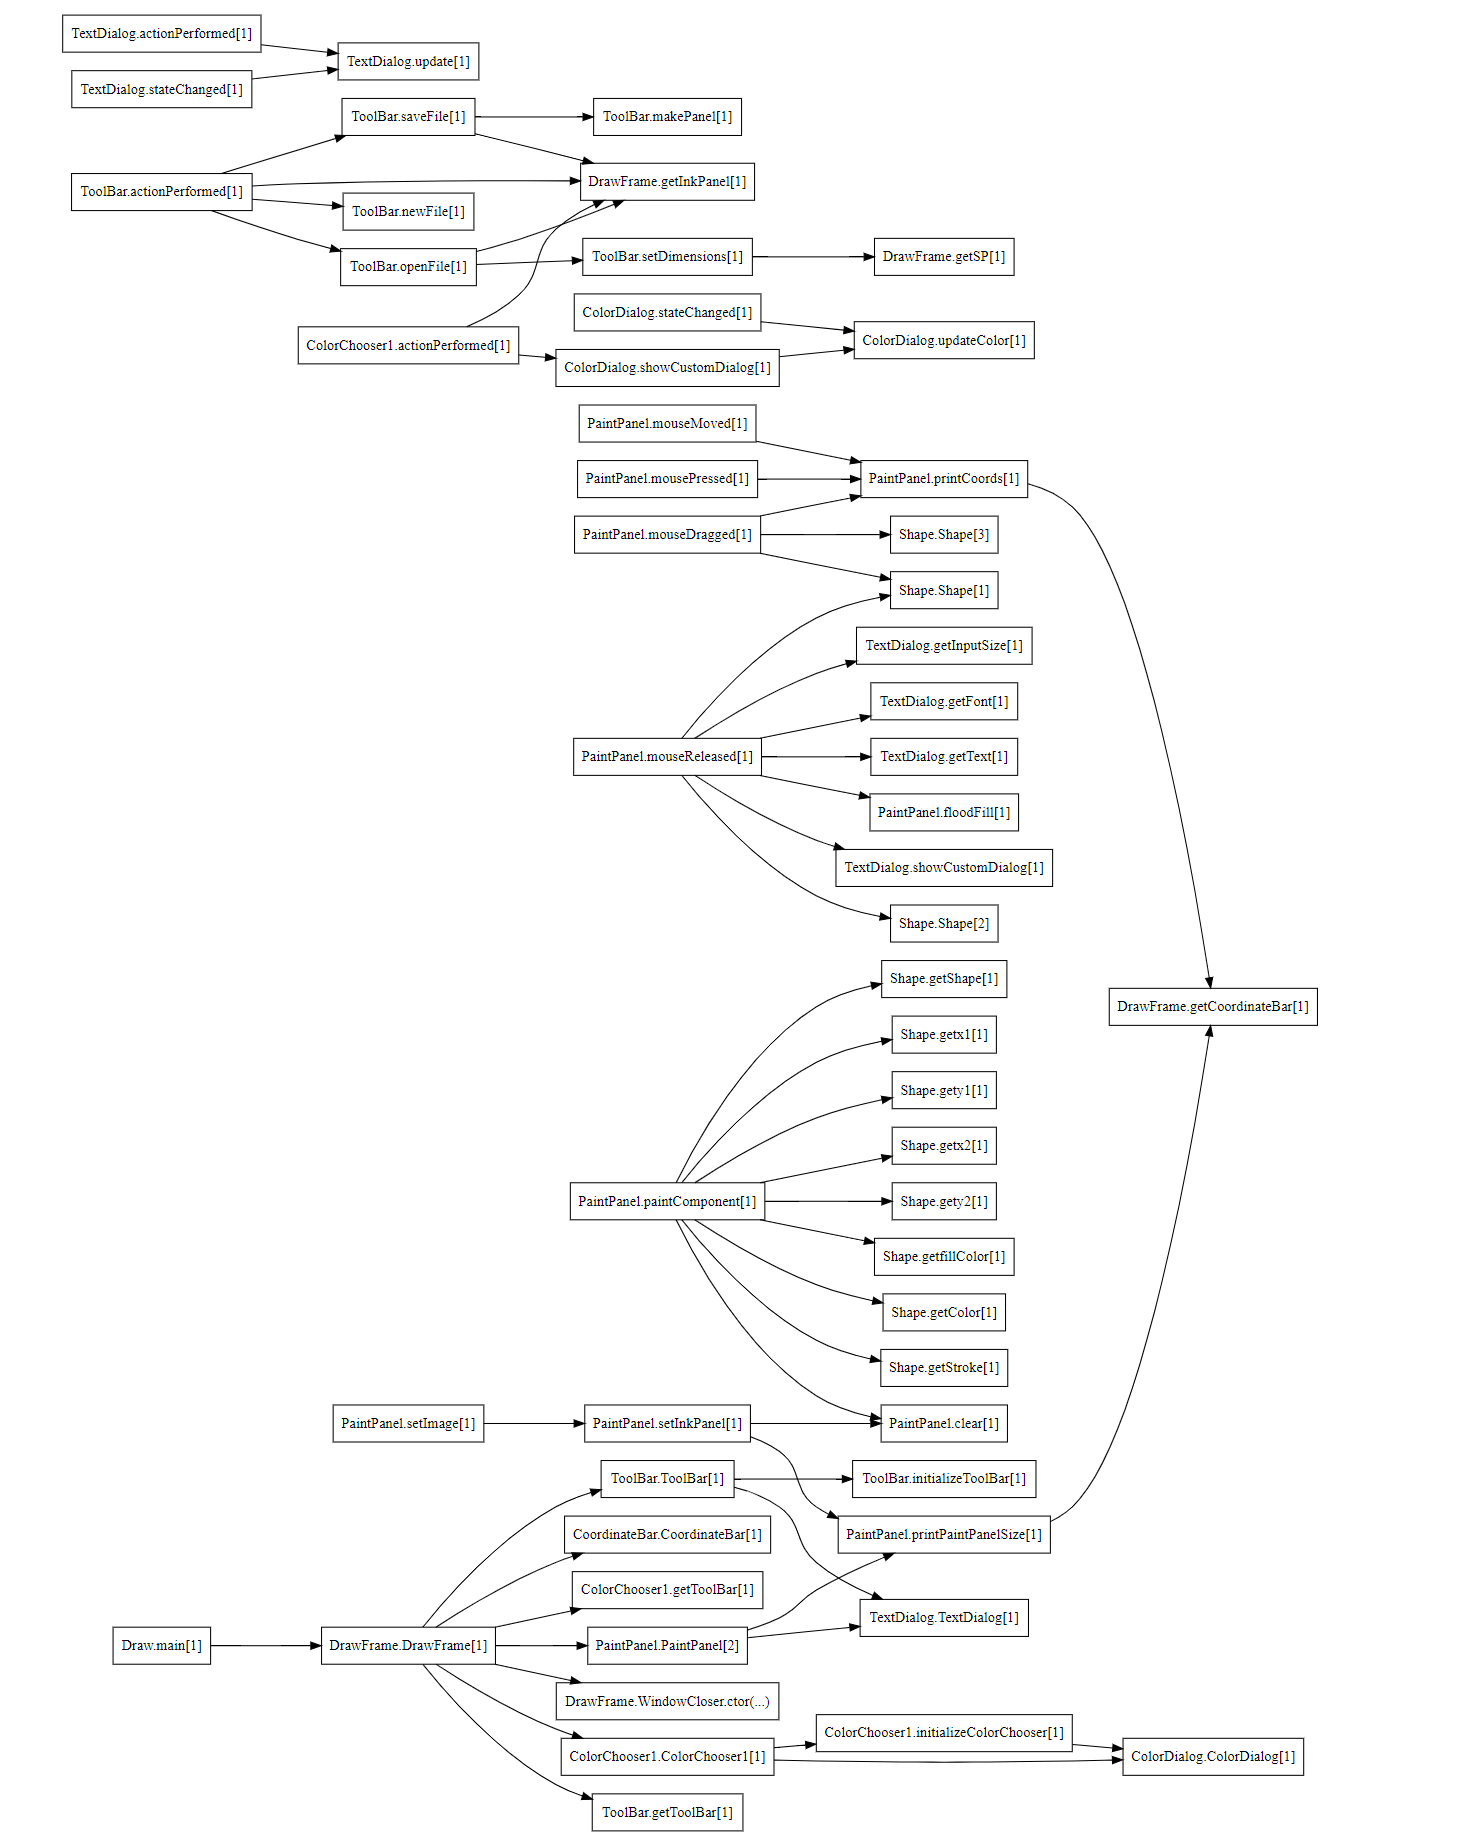 TextDialog.actionPerformed[1]
TextDialog.update[1]
TextDialog.stateChanged[1]
ToolBar.saveFile[1]
ToolBar.makePanel[1]
ToolBar.actionPerformed[1]
DrawFrame.getInkPanel[1]
ToolBar.newFile[1]
ToolBar.openFile[1]
ToolBar.setDimensions[1]
DrawFrame.getSP[1]
ColorDialog.stateChanged[1]
ColorChooser1.actionPerformed[1]
ColorDialog.updateColor[1]
ColorDialog.showCustomDialog[1]
PaintPanel.mouseMoved[1]
PaintPanel.mousePressed[1]
PaintPanel.printCoords[1]
PaintPanel.mouseDragged[1]
Shape.Shape[3]
Shape.Shape[1]
TextDialog.getInputSize[1]
TextDialog.getFont[1]
PaintPanel.mouseReleased[1]
TextDialog.getText[1]
PaintPanel.floodFill[1]
TextDialog.showCustomDialog[1]
Shape.Shape[2]
Shape.getShape[1]
DrawFrame.getCoordinateBar[1]
Shape.getx1[1]
Shape.gety1[1]
Shape.getx2[1]
PaintPanel.paintComponent[1]
Shape.gety2[1]
Shape.getfillColor[1]
Shape.getColor[1]
Shape.getStroke[1]
PaintPanel.setImage[1]
PaintPanel.setInkPanel[1]
PaintPanel.clear[1]
ToolBar.ToolBar[1]
ToolBar.initializeToolBar[1]
CoordinateBar.CoordinateBar[1]
PaintPanel.printPaintPanelSize[1]
ColorChooser1.getToolBar[1]
TextDialog.TextDialog[1]
Draw.main[1]
DrawFrame.DrawFrame[1]
PaintPanel.PaintPanel[2]
DrawFrame.WindowCloser.ctor(...)
ColorChooser1.initializeColorChooser[1]
ColorChooser1.ColorChooser1[1]
ColorDialog.ColorDialog[1]
ToolBar.getToolBar[1]